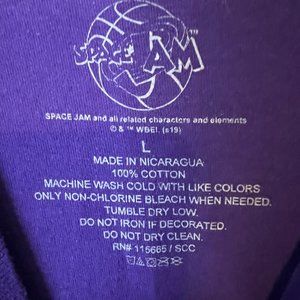 SPACE JAM™
SPACE JAM and all related characters and elements
© & ™ WBEI. (s19)
L
MADE IN NICARAGUA
100% COTTON
MACHINE WASH COLD WITH LIKE COLORS
ONLY NON-CHLORINE BLEACH WHEN NEEDED.
TUMBLE DRY LOW.
DO NOT IRON IF DECORATED.
DO NOT DRY CLEAN.
RN# 115665 / SCC